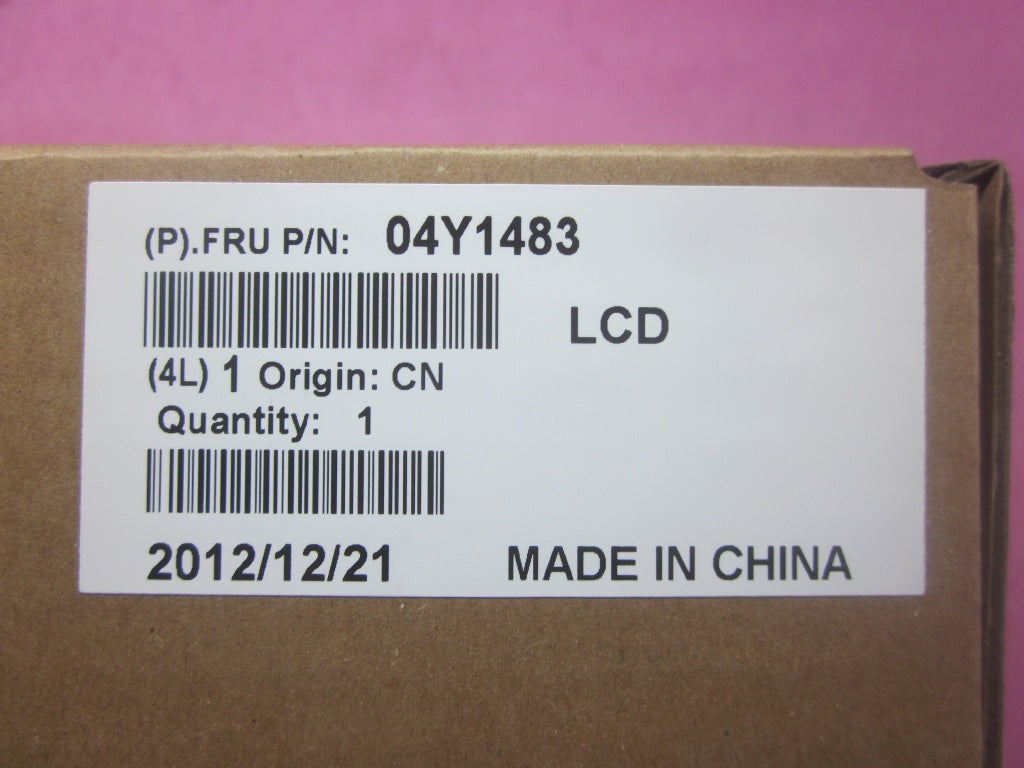 (P).FRU P/N: 04Y1483
LCD
(4L) 1 Origin: CN
Quantity: 1
2012/12/21 MADE IN CHINA